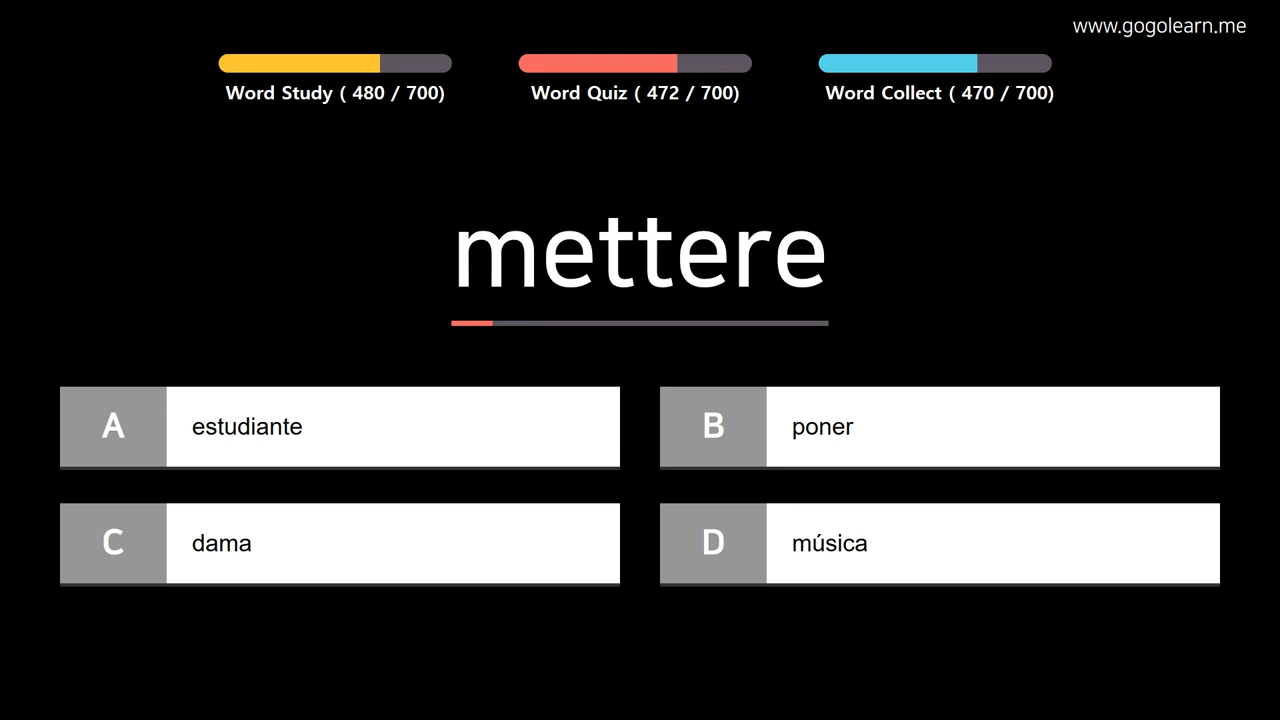 www.gogolearn.me
Word Study ( 480 / 700)
Word Quiz ( 472 / 700)
Word Collect ( 470 / 700)
mettere
A estudiante
B poner
C dama
D música